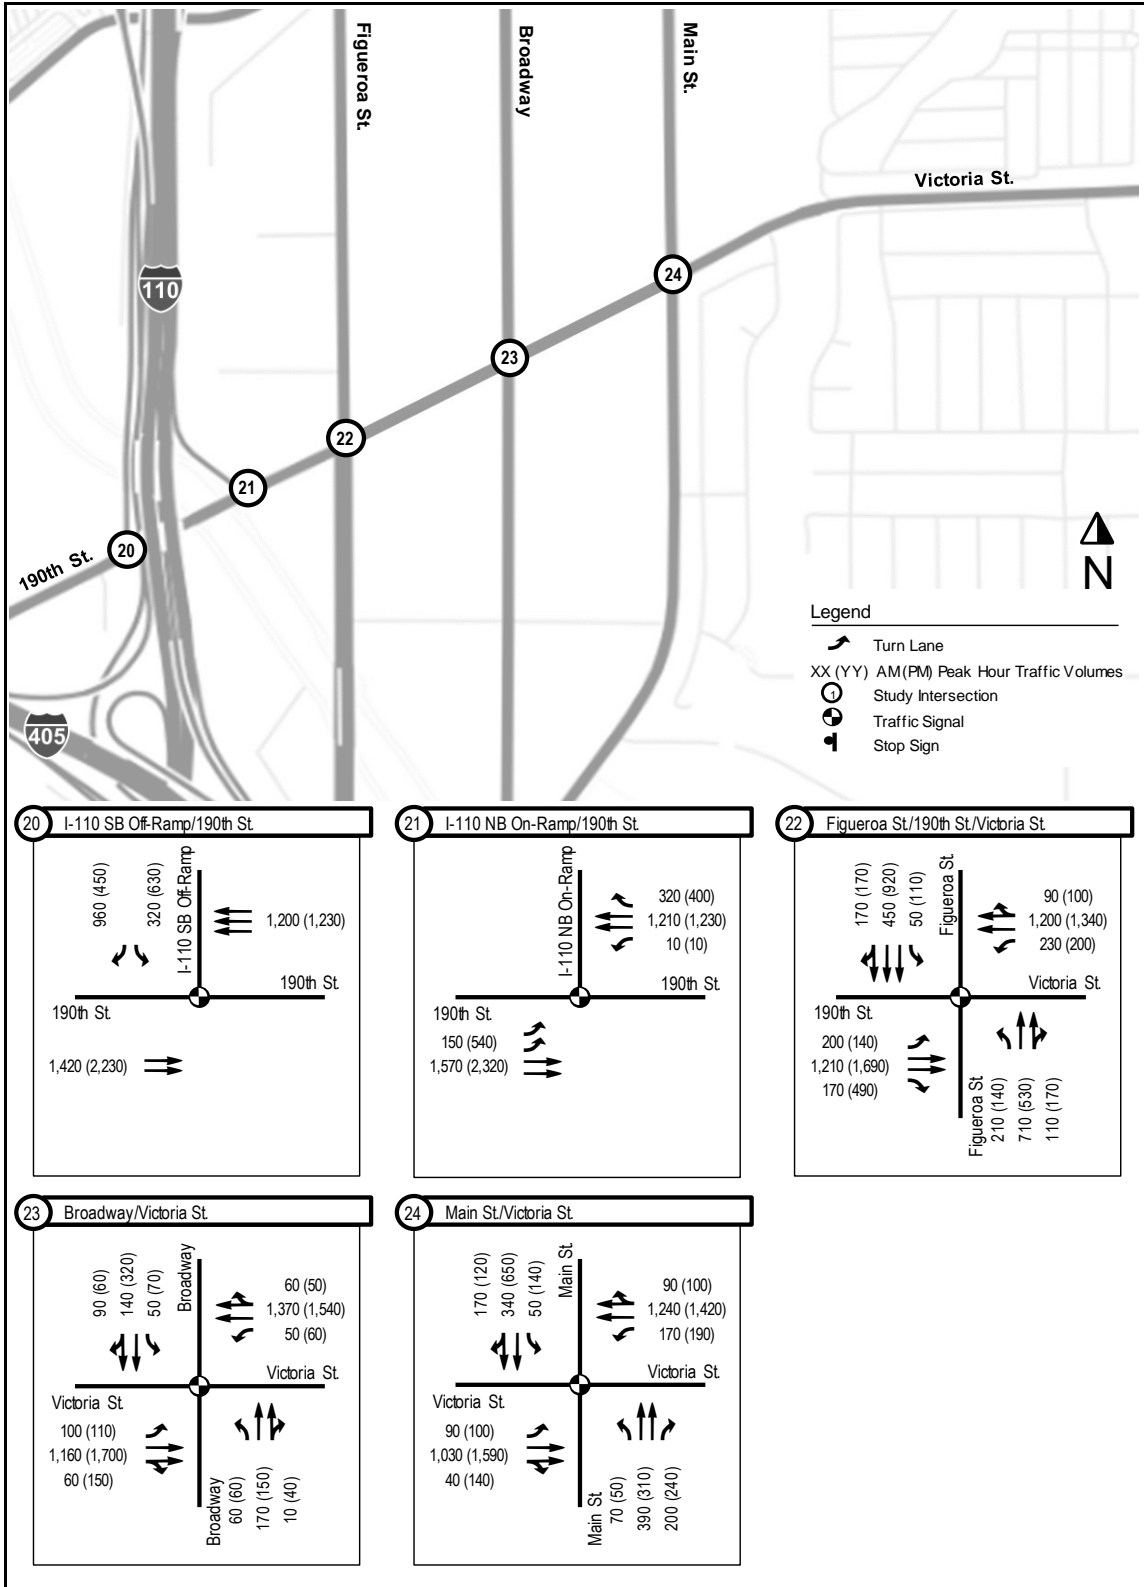 Figueroa St.
Broadway
Main St.
Victoria St.
110
24
23
22
21
20
190th St.
405
N
Legend
Turn Lane
XX (YY) AM(PM) Peak Hour Traffic Volumes
1 Study Intersection
Traffic Signal
Stop Sign
20 I-110 SB Off-Ramp/190th St.
960 (450)
320 (630)
I-110 SB Off-Ramp
1,200 (1,230)
190th St.
190th St.
1,420 (2,230)
21 I-110 NB On-Ramp/190th St.
I-110 NB On-Ramp
320 (400)
1,210 (1,230)
10 (10)
190th St.
190th St.
150 (540)
1,570 (2,320)
22 Figueroa St./190th St./Victoria St.
170 (170)
450 (920)
50 (110)
Figueroa St.
90 (100)
1,200 (1,340)
230 (200)
Victoria St.
190th St.
200 (140)
1,210 (1,690)
170 (490)
Figueroa St.
210 (140)
710 (530)
110 (170)
23 Broadway/Victoria St.
90 (60)
140 (320)
50 (70)
Broadway
60 (50)
1,370 (1,540)
50 (60)
Victoria St.
Victoria St.
100 (110)
1,160 (1,700)
60 (150)
Broadway
60 (60)
170 (150)
10 (40)
24 Main St./Victoria St.
170 (120)
340 (650)
50 (140)
Main St.
90 (100)
1,240 (1,420)
170 (190)
Victoria St.
Victoria St.
90 (100)
1,030 (1,590)
40 (140)
Main St.
70 (50)
390 (310)
200 (240)